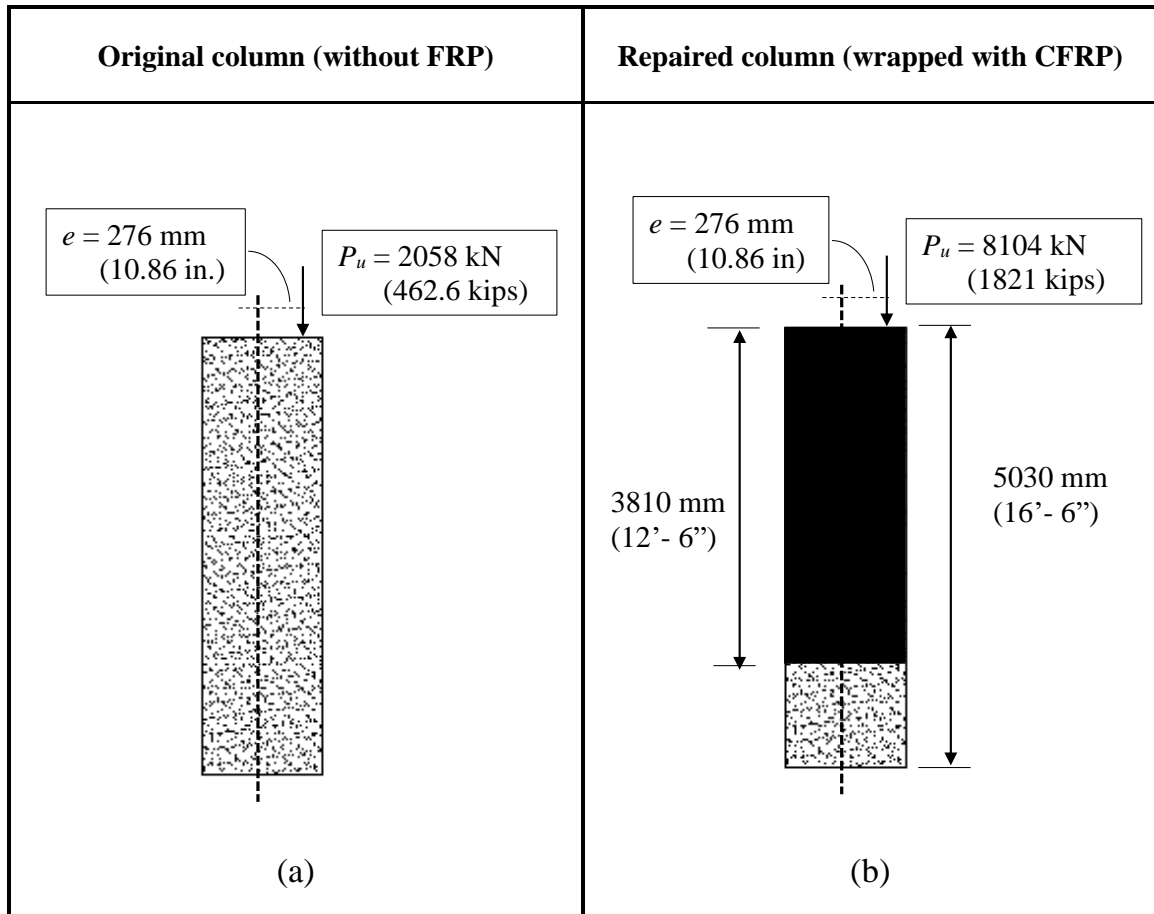 Original column (without FRP)
Repaired column (wrapped with CFRP)
e = 276 mm
(10.86 in.)
Pu = 2058 kN
(462.6 kips)
(a)
e = 276 mm
(10.86 in)
Pu = 8104 kN
(1821 kips)
3810 mm
(12’- 6”)
5030 mm
(16’- 6”)
(b)